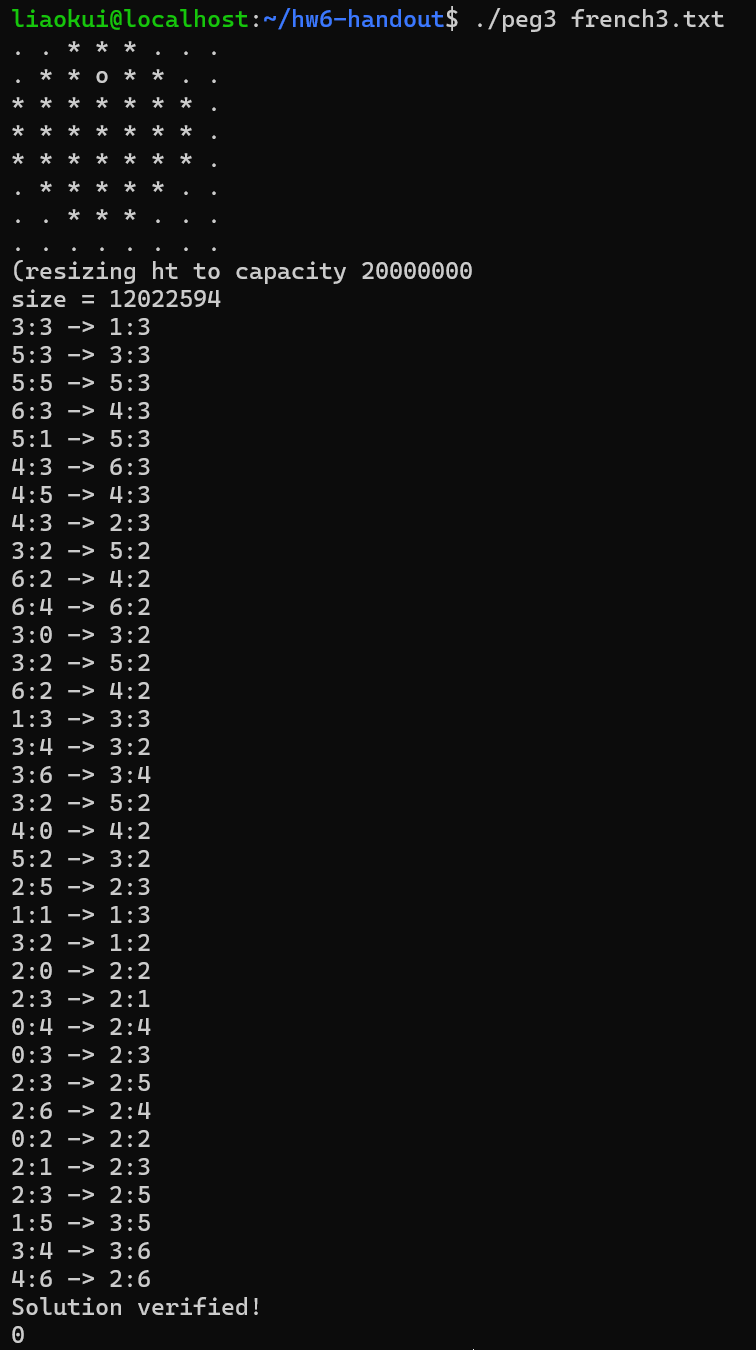 liaokui@localhost:~/hw6-handout$ ./peg3 french3.txt
. . * * * . . .
. * * o * * . .
* * * * * * * .
* * * * * * * .
* * * * * * * .
. * * * * * . .
. . * * * . . .
. . . . . . . .
(resizing ht to capacity 20000000
size = 12022594
3:3 -> 1:3
5:3 -> 3:3
5:5 -> 5:3
6:3 -> 4:3
5:1 -> 5:3
4:3 -> 6:3
4:5 -> 4:3
4:3 -> 2:3
3:2 -> 5:2
6:2 -> 4:2
6:4 -> 6:2
3:0 -> 3:2
3:2 -> 5:2
6:2 -> 4:2
1:3 -> 3:3
3:4 -> 3:2
3:6 -> 3:4
3:2 -> 5:2
4:0 -> 4:2
5:2 -> 3:2
2:5 -> 2:3
1:1 -> 1:3
3:2 -> 1:2
2:0 -> 2:2
2:3 -> 2:1
0:4 -> 2:4
0:3 -> 2:3
2:3 -> 2:5
2:6 -> 2:4
0:2 -> 2:2
2:1 -> 2:3
2:3 -> 2:5
1:5 -> 3:5
3:4 -> 3:6
4:6 -> 2:6
Solution verified!
0